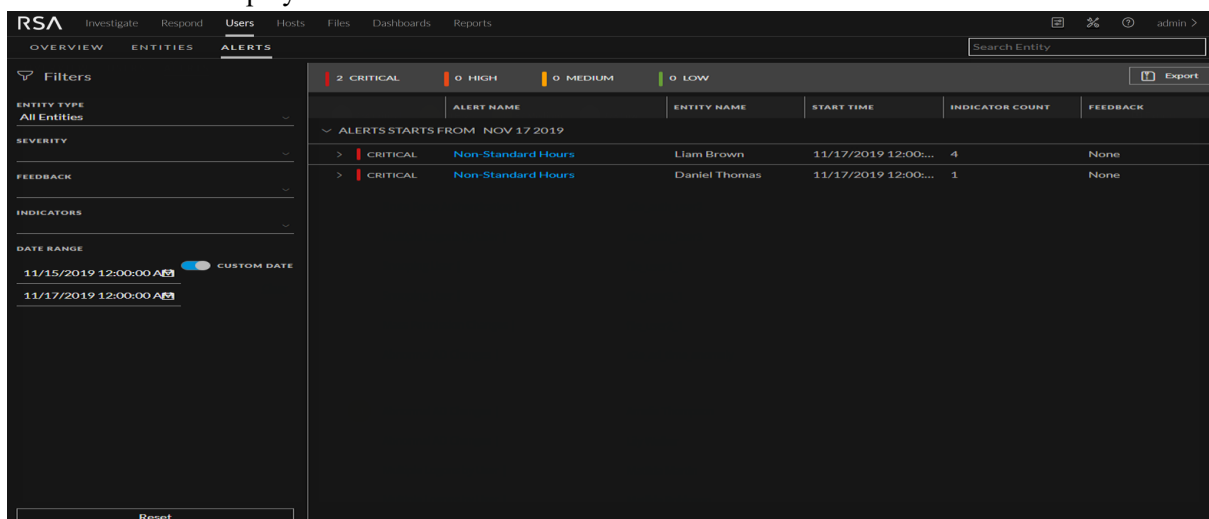 RSA Investigate Respond Users Hosts Files Dashboards Reports admin >
OVERVIEW ENTITIES ALERTS Search Entity
Filters
ENTITY TYPE
All Entities
SEVERITY
FEEDBACK
INDICATORS
DATE RANGE
11/15/2019 12:00:00 A
CUSTOM DATE
11/17/2019 12:00:00 A
Reset
2 CRITICAL 0 HIGH 0 MEDIUM 0 LOW Export
ALERT NAME ENTITY NAME START TIME INDICATOR COUNT FEEDBACK
ALERTS STARTS FROM NOV 17 2019
> CRITICAL Non-Standard Hours Liam Brown 11/17/2019 12:00:... 4 None
> CRITICAL Non-Standard Hours Daniel Thomas 11/17/2019 12:00:... 1 None